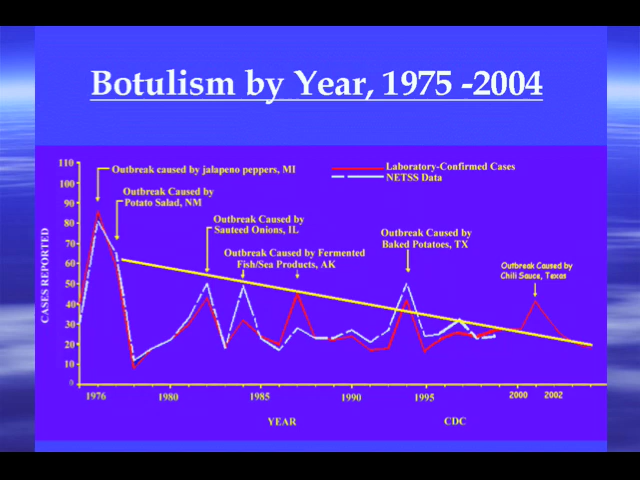 Botulism by Year, 1975 -2004
110
100
90
80
70
60
50
40
30
20
10
0
CASES REPORTED
Outbreak caused by jalapeno peppers, MI
Outbreak Caused by
Potato Salad, NM
Outbreak Caused by
Sauteed Onions, IL
Outbreak Caused by Fermented
Fish/Sea Products, AK
Laboratory-Confirmed Cases
NETSS Data
Outbreak Caused by
Baked Potatoes, TX
Outbreak Caused by
Chili Sauce, Texas
1976 1980 1985 1990 1995 2000 2002
YEAR CDC